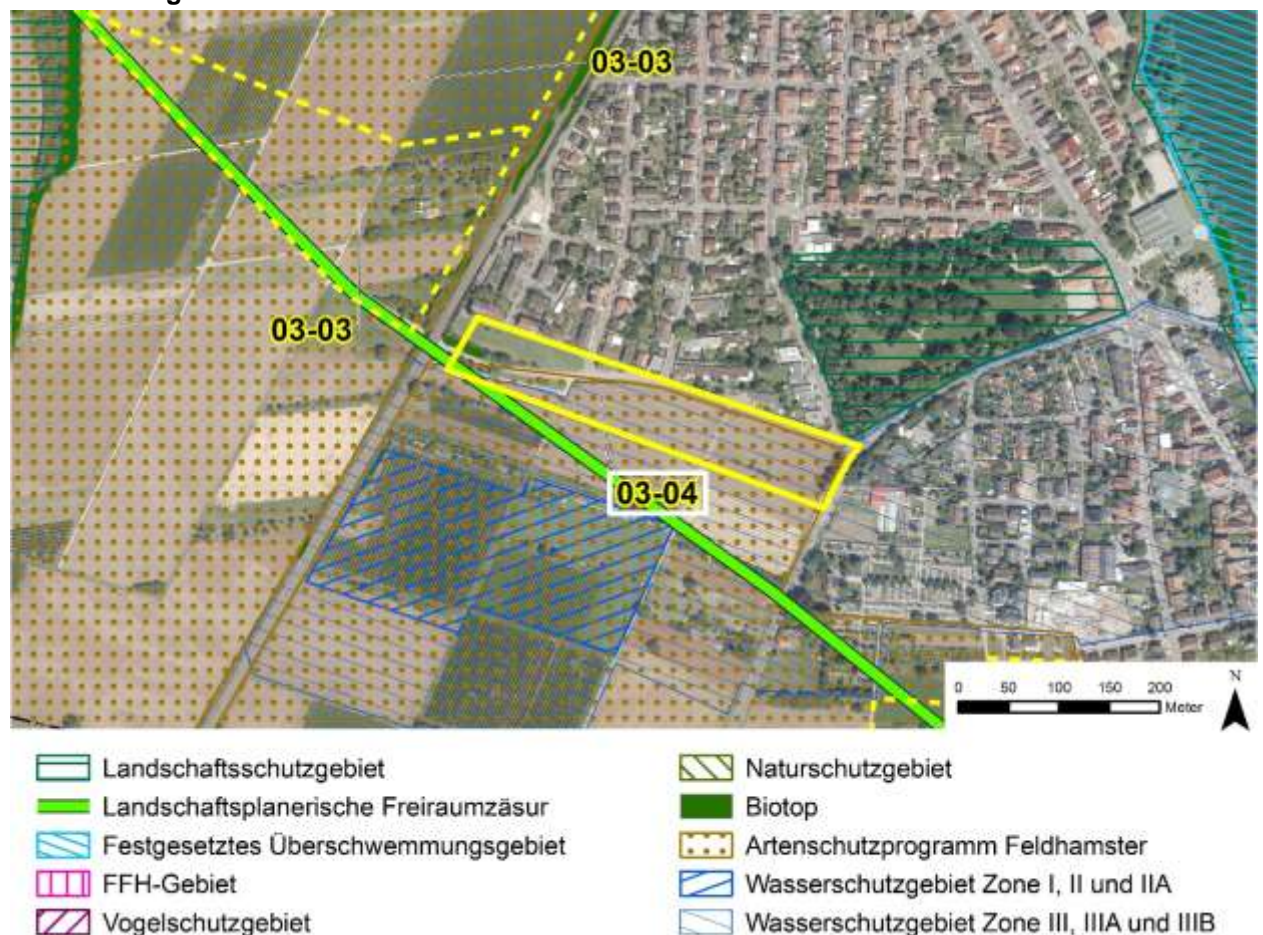 03-03
03-03
03-04
0 50 100 150 200
Meter
N
Landschaftsschutzgebiet
Landschaftsplanerische Freiraumzäsur
Festgesetztes Überschwemmungsgebiet
FFH-Gebiet
Vogelschutzgebiet
Naturschutzgebiet
Biotop
Artenschutzprogramm Feldhamster
Wasserschutzgebiet Zone I, II und IIA
Wasserschutzgebiet Zone III, IIIA und IIIB